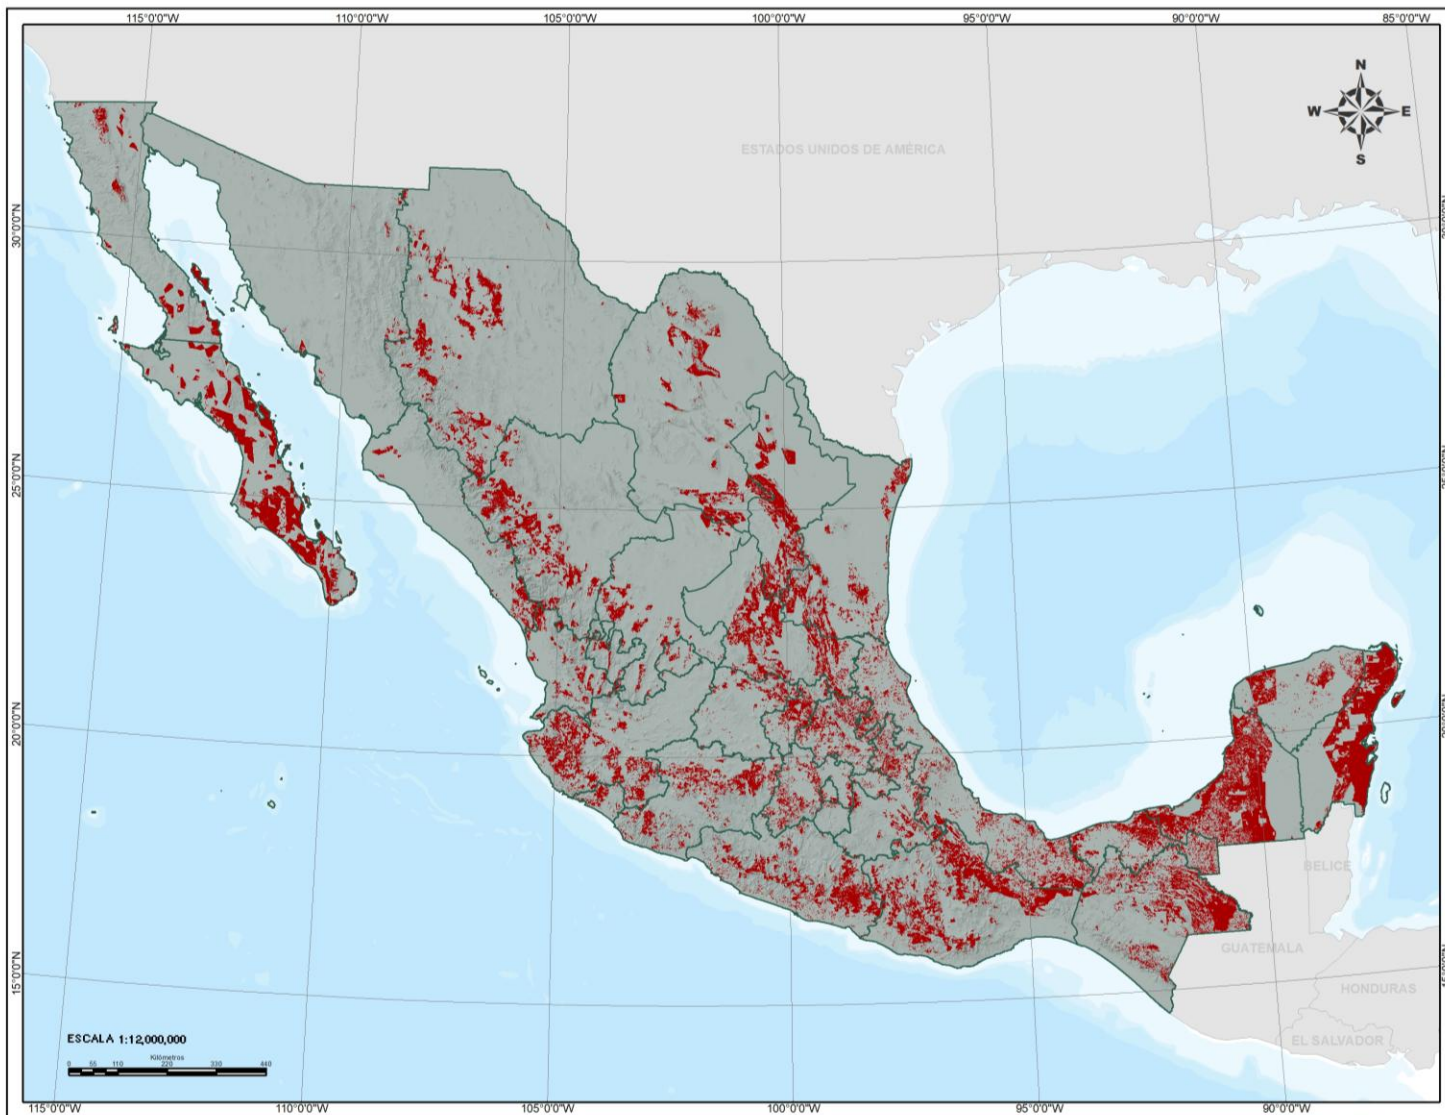 115°0'0"W 110°0'0"W 105°0'0"W 100°0'0"W 95°0'0"W 90°0'0"W 85°0'0"W
N
W E
S
ESTADOS UNIDOS DE AMÉRICA
30°0'0"N
25°0'0"N
20°0'0"N
15°0'0"N
BELICE
GUATEMALA
HONDURAS
EL SALVADOR
ESCALA 1:12,000,000
Kilómetros
0 55 110 220 330 440
115°0'0"W 110°0'0"W 105°0'0"W 100°0'0"W 95°0'0"W 90°0'0"W